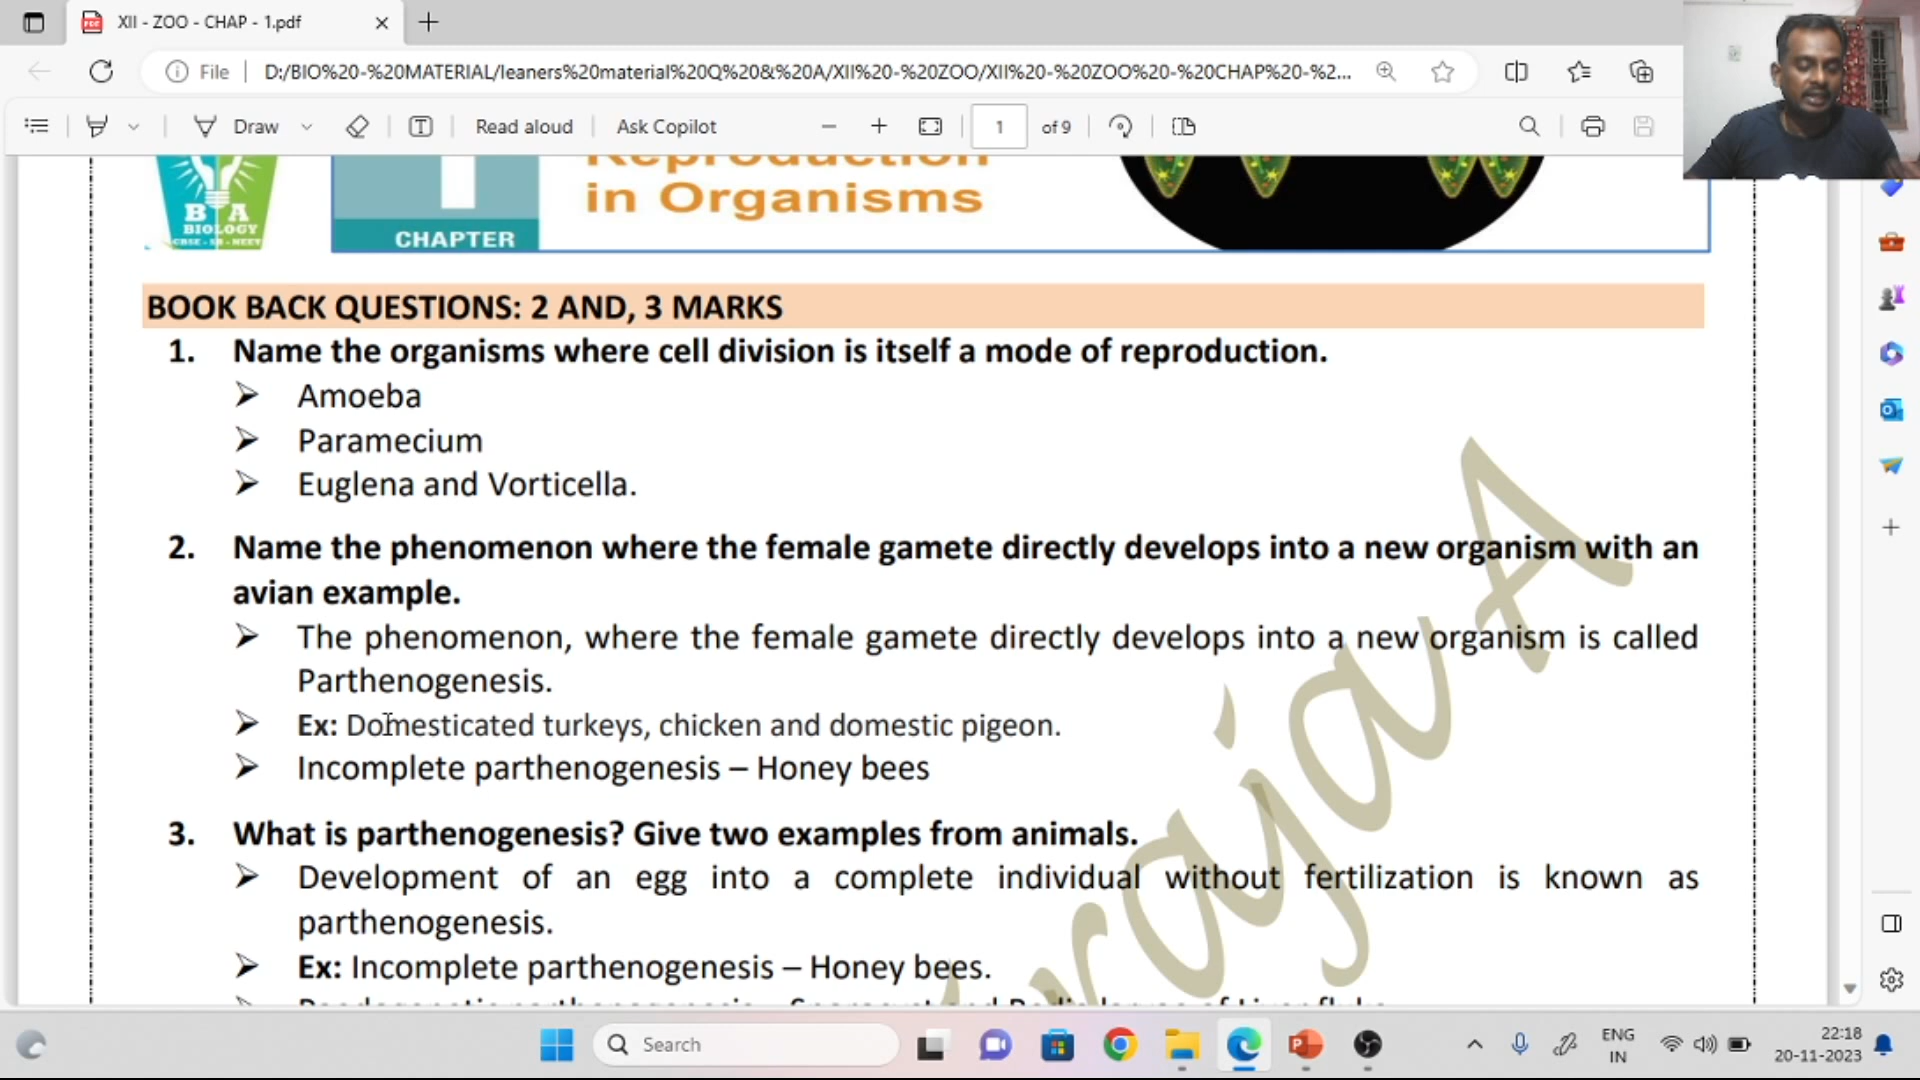 XII - ZOO - CHAP - 1.pdf
File
D:/BIO%20-%20MATERIAL/leaners%20material%20Q%20&%20A/XII%20-%20ZOO/XII%20-%20ZOO%20-%20CHAP%20-%2...
Draw
Read aloud
Ask Copilot
1 of 9
Reproduction
in Organisms
B A
BIOLOGY
CBSE - SB - NEET
1
CHAPTER
BOOK BACK QUESTIONS: 2 AND, 3 MARKS
1. Name the organisms where cell division is itself a mode of reproduction.
➢ Amoeba
➢ Paramecium
➢ Euglena and Vorticella.
2. Name the phenomenon where the female gamete directly develops into a new organism with an
avian example.
➢ The phenomenon, where the female gamete directly develops into a new organism is called
Parthenogenesis.
➢ Ex: Domesticated turkeys, chicken and domestic pigeon.
➢ Incomplete parthenogenesis – Honey bees
3. What is parthenogenesis? Give two examples from animals.
➢ Development of an egg into a complete individual without fertilization is known as
parthenogenesis.
➢ Ex: Incomplete parthenogenesis – Honey bees.
Search
ENG
IN
22:18
20-11-2023